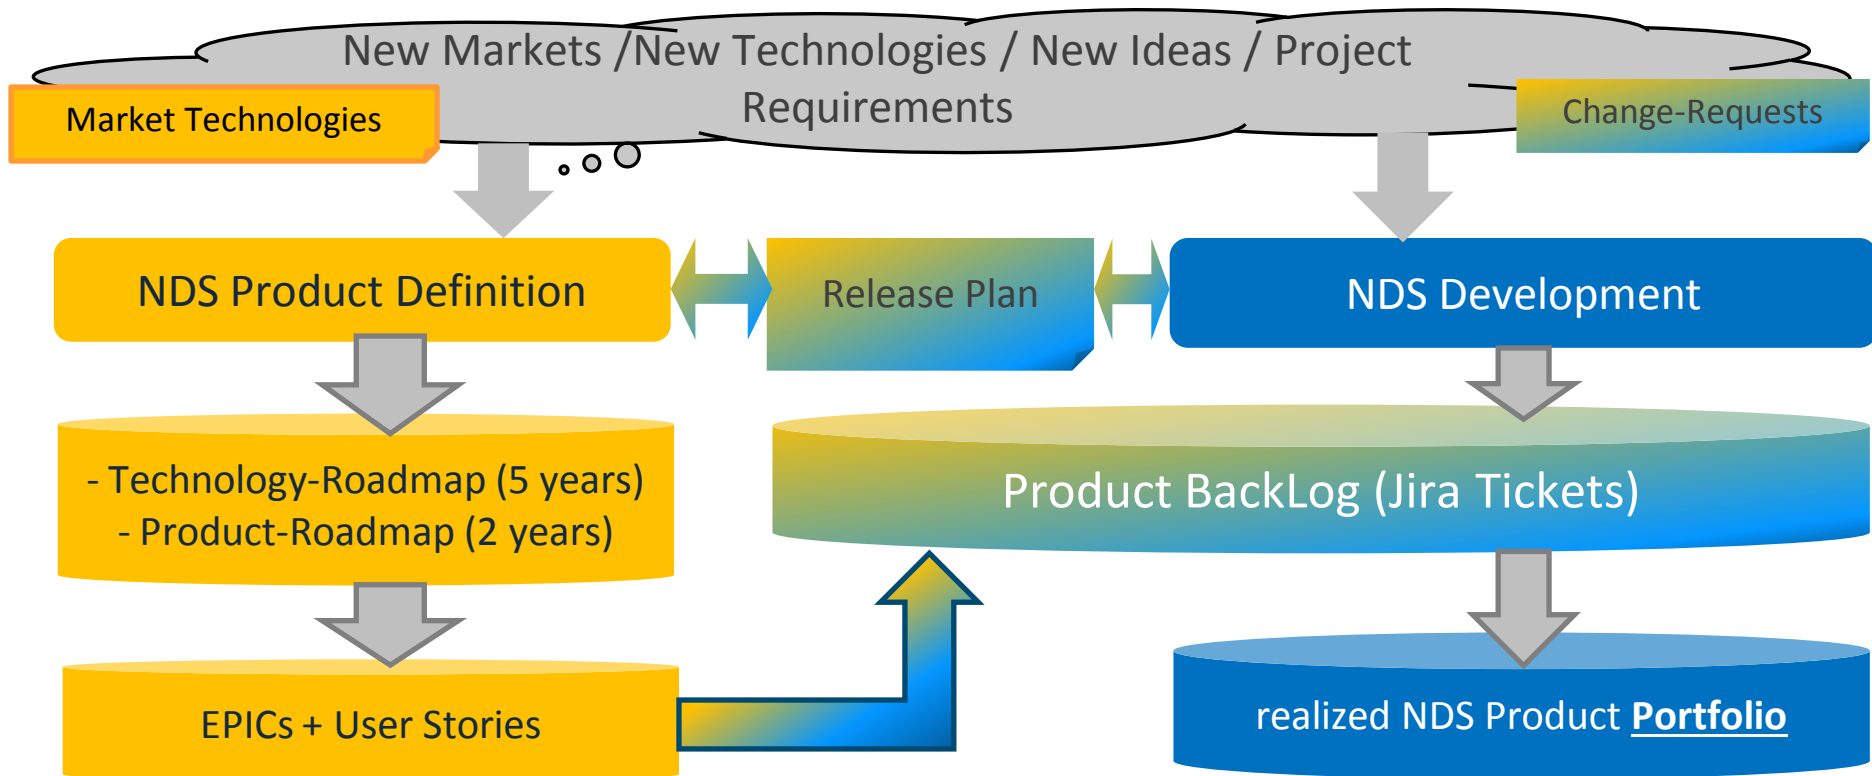 New Markets /New Technologies / New Ideas / Project
Requirements
Market Technologies
Change-Requests
NDS Product Definition
Release Plan
NDS Development
- Technology-Roadmap (5 years)
- Product-Roadmap (2 years)
Product BackLog (Jira Tickets)
EPICs + User Stories
realized NDS Product Portfolio